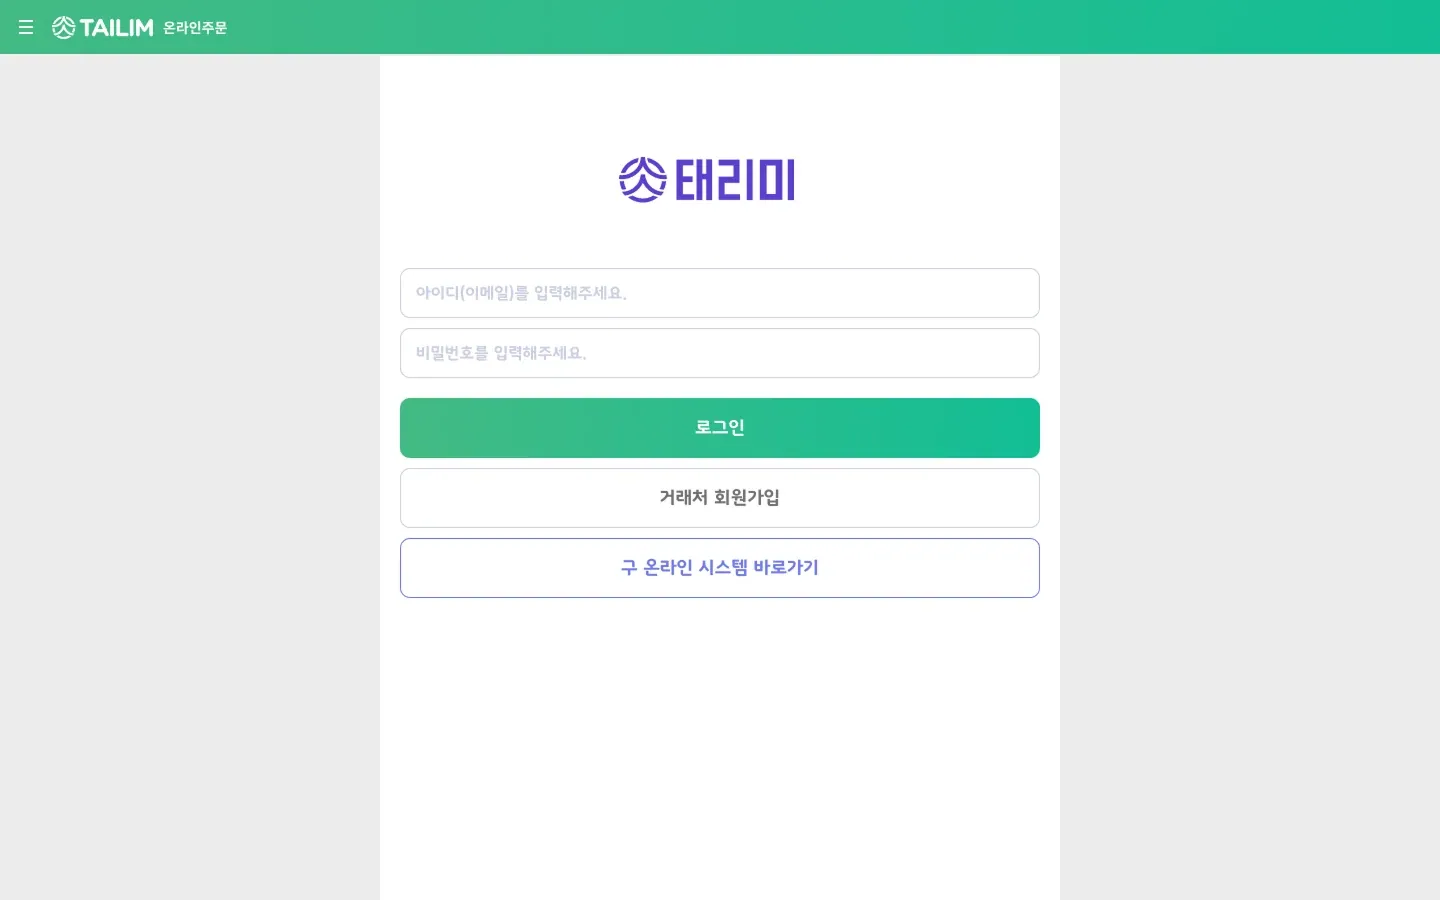 TAILIM 온라인주문
태리미
아이디(이메일)를 입력해주세요.
비밀번호를 입력해주세요.
로그인
거래처 회원가입
구 온라인 시스템 바로가기